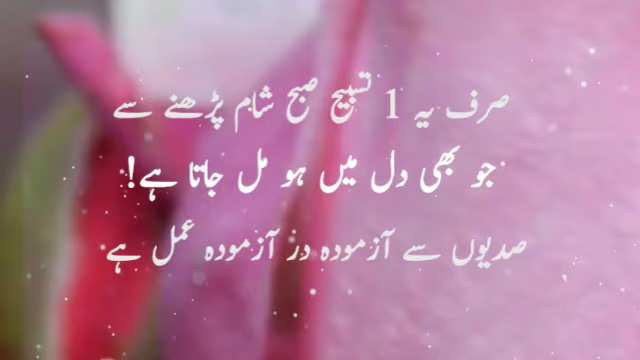 صرف یہ 1 تسبیح صبح شام پڑھنے سے
جو بھی دل میں ہو مل جاتا ہے!
صدیوں سے آزمودہ در آزمودہ عمل ہے